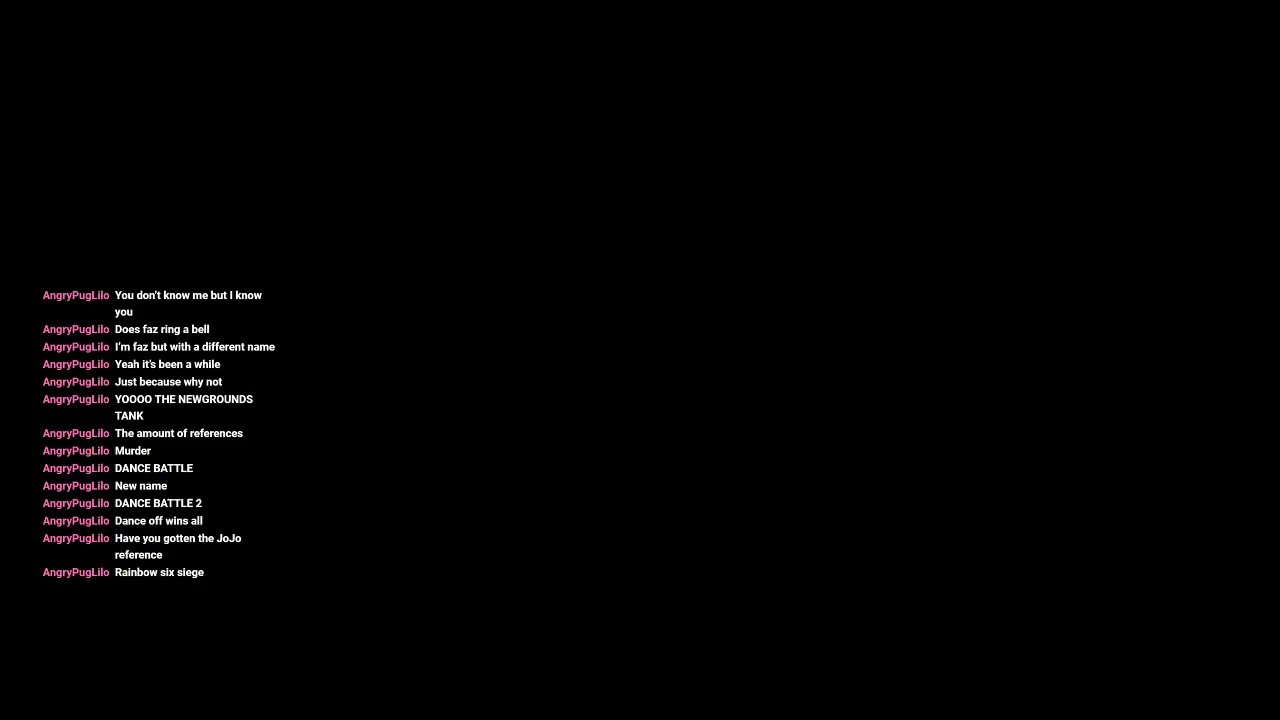 AngryPugLilo You don't know me but I know
you
AngryPugLilo Does faz ring a bell
AngryPugLilo I'm faz but with a different name
AngryPugLilo Yeah it's been a while
AngryPugLilo Just because why not
AngryPugLilo YOOOO THE NEWGROUNDS
TANK
AngryPugLilo The amount of references
AngryPugLilo Murder
AngryPugLilo DANCE BATTLE
AngryPugLilo New name
AngryPugLilo DANCE BATTLE 2
AngryPugLilo Dance off wins all
AngryPugLilo Have you gotten the JoJo
reference
AngryPugLilo Rainbow six siege